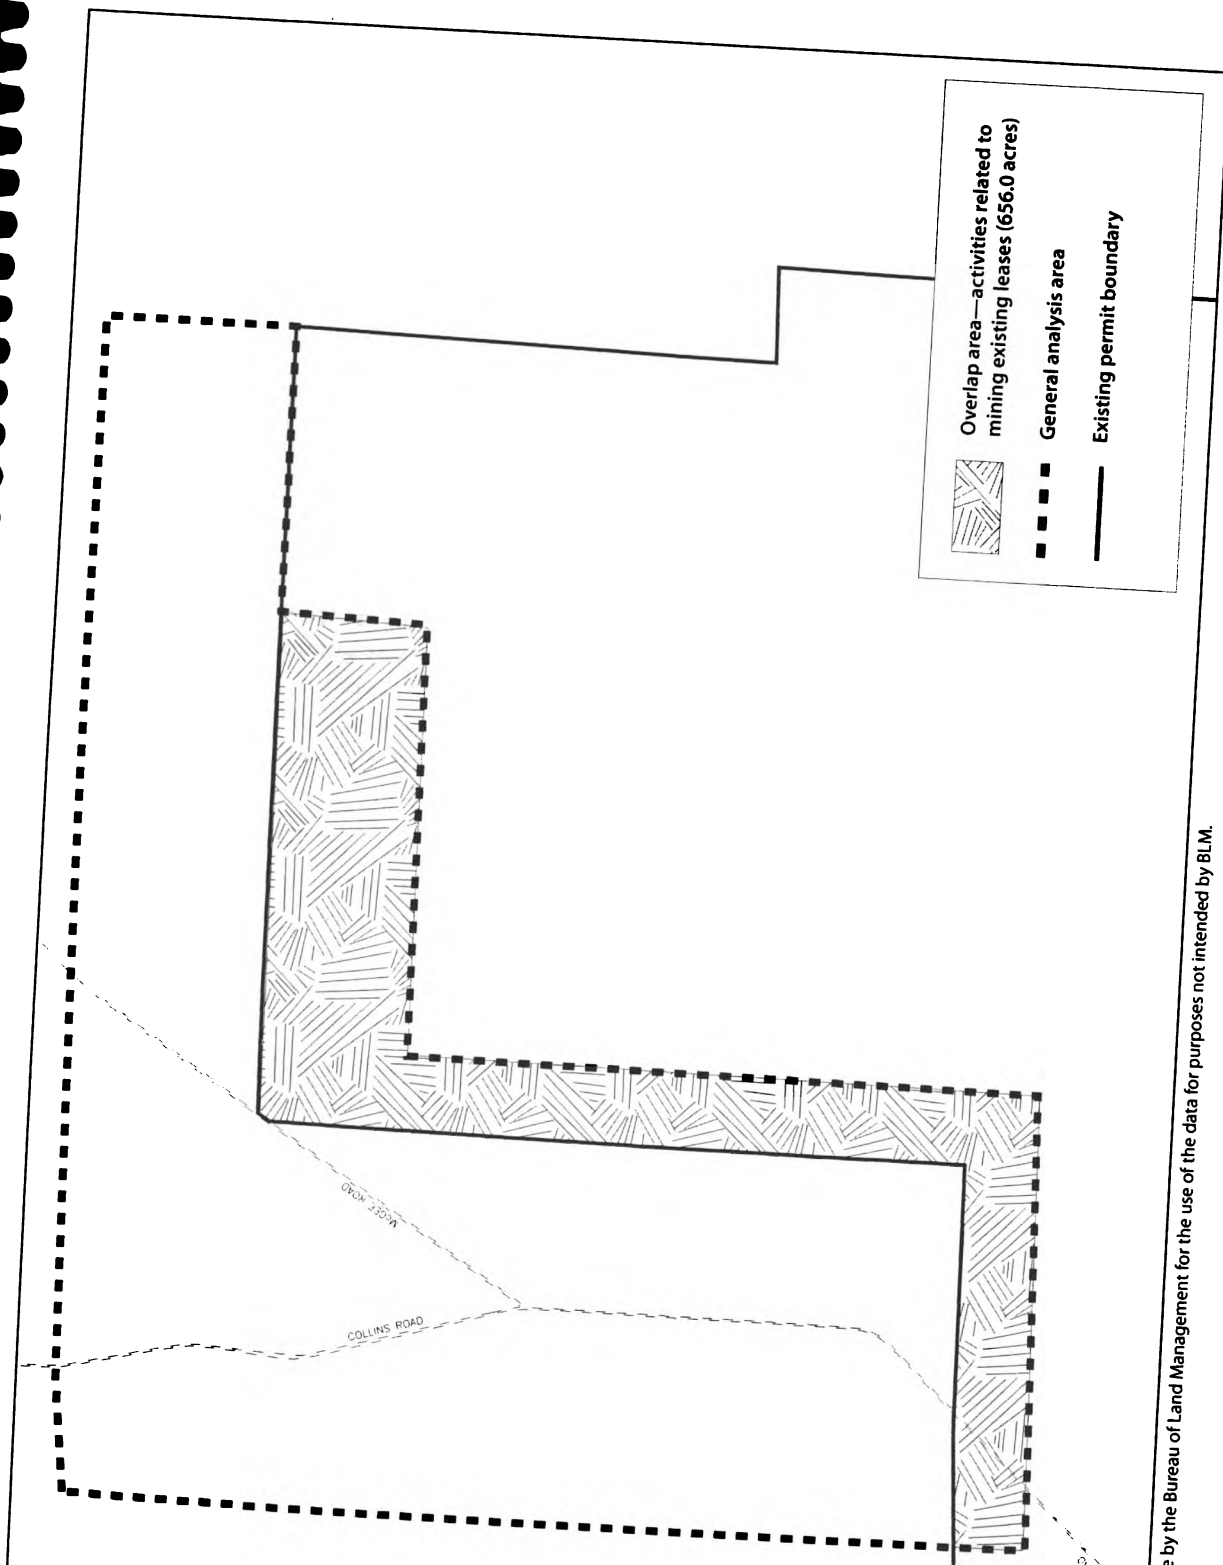 Overlap area—activities related to
mining existing leases (656.0 acres)
General analysis area
Existing permit boundary
McGEE ROAD
COLLINS ROAD
by the Bureau of Land Management for the use of the data for purposes not intended by BLM.